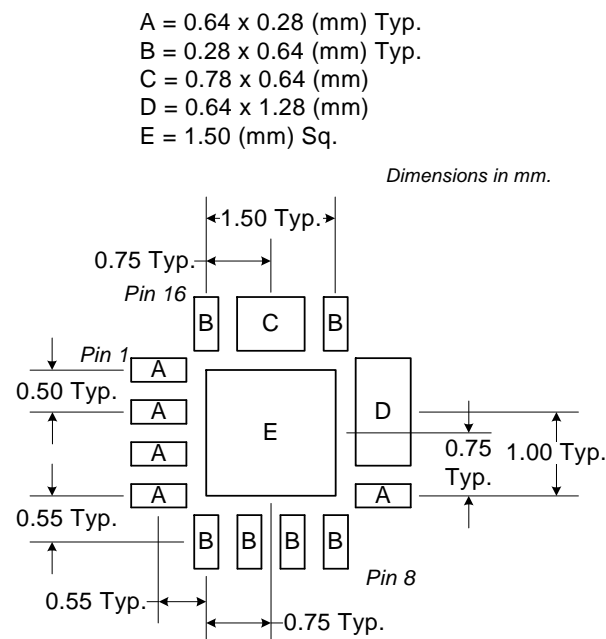 A = 0.64 x 0.28 (mm) Typ.
B = 0.28 x 0.64 (mm) Typ.
C = 0.78 x 0.64 (mm)
D = 0.64 x 1.28 (mm)
E = 1.50 (mm) Sq.
Dimensions in mm.
1.50 Typ.
0.75 Typ.
Pin 16
B
C
B
Pin 1
A
0.50 Typ.
A
D
E
A
0.75
Typ.
1.00 Typ.
A
A
0.55 Typ.
B
B
B
B
Pin 8
0.55 Typ.
0.75 Typ.